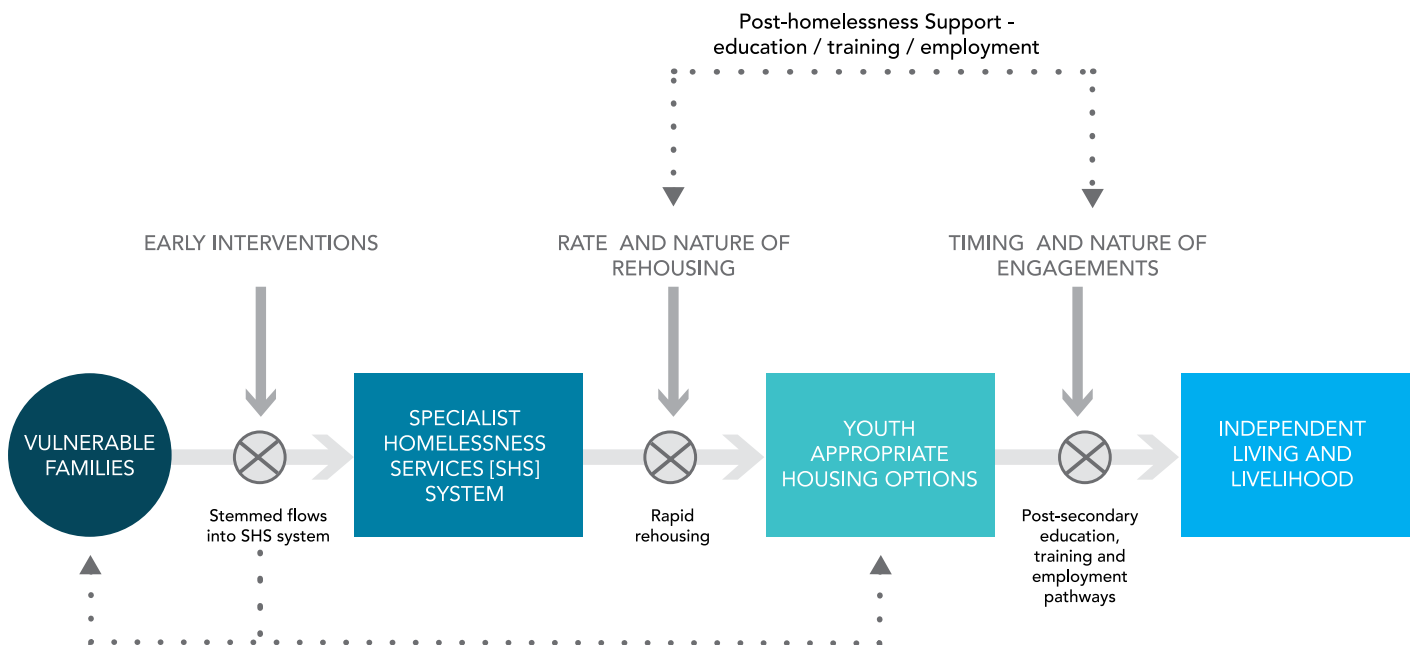 Post-homelessness Support -
education / training / employment
EARLY INTERVENTIONS
RATE AND NATURE OF
REHOUSING
TIMING AND NATURE OF
ENGAGEMENTS
VULNERABLE
FAMILIES
SPECIALIST
HOMELESSNESS
SERVICES [SHS]
SYSTEM
YOUTH
APPROPRIATE
HOUSING OPTIONS
INDEPENDENT
LIVING AND
LIVELIHOOD
Stemmed flows
into SHS system
Rapid
rehousing
Post-secondary
education,
training and
employment
pathways